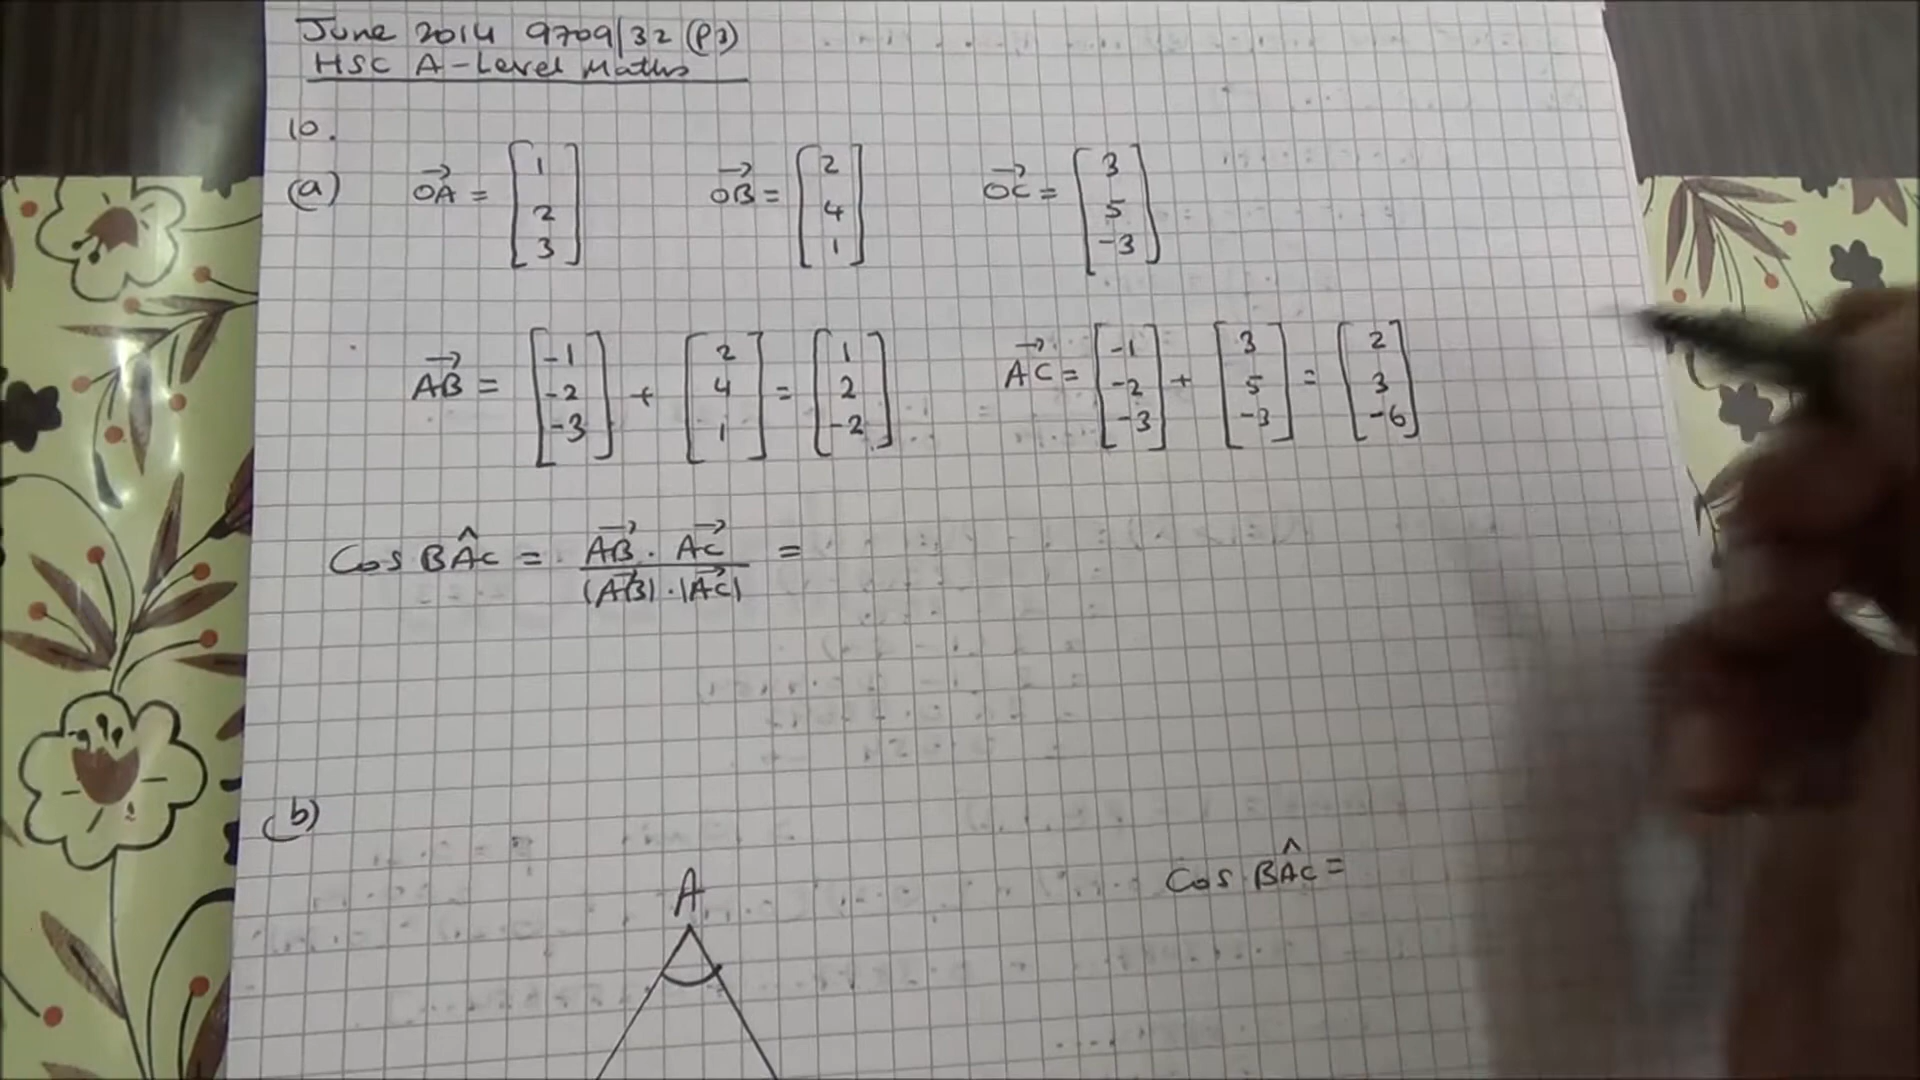 June 2014 9709/32 (P3)
HSC A-Level Maths
10.
(a) OA→ = [1 2 3] OB→ = [2 4 1] OC→ = [3 5 -3]
AB→ = [-1 -2 -3] + [2 4 1] = [1 2 -2] AC→ = [-1 -2 -3] + [3 5 -3] = [2 3 -6]
Cos BÂC = AB→ . AC→ / |AB→| . |AC→| =
(b)
A Cos BÂC =